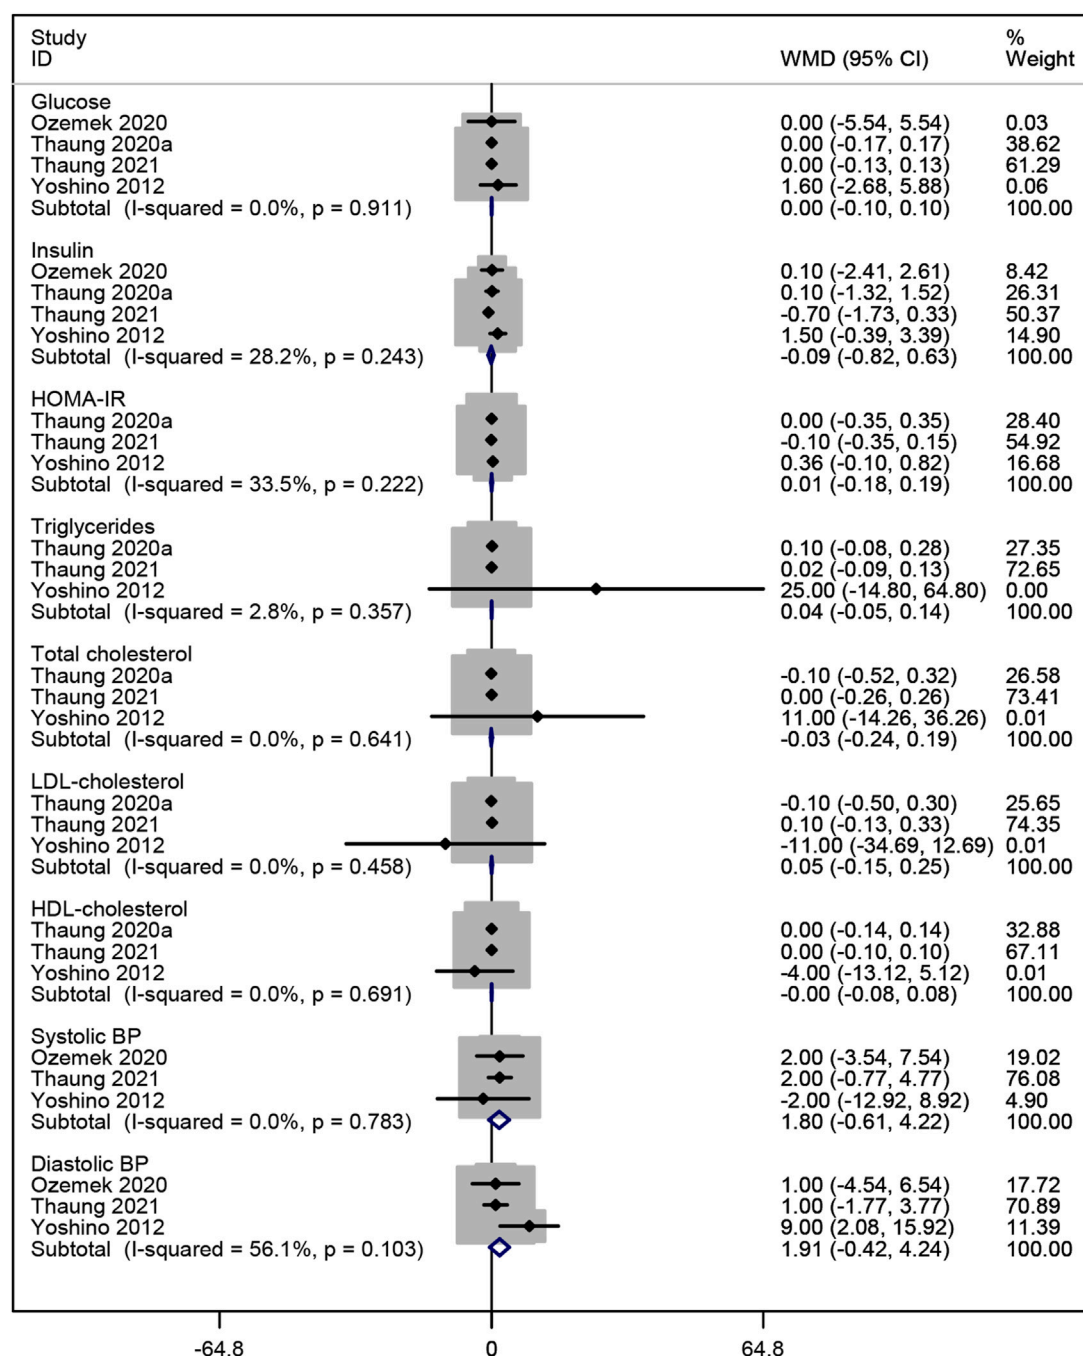 Study %
ID WMD (95% CI) Weight
Glucose
Ozemek 2020 0.00 (-5.54, 5.54) 0.03
Thaung 2020a 0.00 (-0.17, 0.17) 38.62
Thaung 2021 0.00 (-0.13, 0.13) 61.29
Yoshino 2012 1.60 (-2.68, 5.88) 0.06
Subtotal (I-squared = 0.0%, p = 0.911) 0.00 (-0.10, 0.10) 100.00
Insulin
Ozemek 2020 0.10 (-2.41, 2.61) 8.42
Thaung 2020a 0.10 (-1.32, 1.52) 26.31
Thaung 2021 -0.70 (-1.73, 0.33) 50.37
Yoshino 2012 1.50 (-0.39, 3.39) 14.90
Subtotal (I-squared = 28.2%, p = 0.243) -0.09 (-0.82, 0.63) 100.00
HOMA-IR
Thaung 2020a 0.00 (-0.35, 0.35) 28.40
Thaung 2021 -0.10 (-0.35, 0.15) 54.92
Yoshino 2012 0.36 (-0.10, 0.82) 16.68
Subtotal (I-squared = 33.5%, p = 0.222) 0.01 (-0.18, 0.19) 100.00
Triglycerides
Thaung 2020a 0.10 (-0.08, 0.28) 27.35
Thaung 2021 0.02 (-0.09, 0.13) 72.65
Yoshino 2012 25.00 (-14.80, 64.80) 0.00
Subtotal (I-squared = 2.8%, p = 0.357) 0.04 (-0.05, 0.14) 100.00
Total cholesterol
Thaung 2020a -0.10 (-0.52, 0.32) 26.58
Thaung 2021 0.00 (-0.26, 0.26) 73.41
Yoshino 2012 11.00 (-14.26, 36.26) 0.01
Subtotal (I-squared = 0.0%, p = 0.641) -0.03 (-0.24, 0.19) 100.00
LDL-cholesterol
Thaung 2020a -0.10 (-0.50, 0.30) 25.65
Thaung 2021 0.10 (-0.13, 0.33) 74.35
Yoshino 2012 -11.00 (-34.69, 12.69) 0.01
Subtotal (I-squared = 0.0%, p = 0.458) 0.05 (-0.15, 0.25) 100.00
HDL-cholesterol
Thaung 2020a 0.00 (-0.14, 0.14) 32.88
Thaung 2021 0.00 (-0.10, 0.10) 67.11
Yoshino 2012 -4.00 (-13.12, 5.12) 0.01
Subtotal (I-squared = 0.0%, p = 0.691) -0.00 (-0.08, 0.08) 100.00
Systolic BP
Ozemek 2020 2.00 (-3.54, 7.54) 19.02
Thaung 2021 2.00 (-0.77, 4.77) 76.08
Yoshino 2012 -2.00 (-12.92, 8.92) 4.90
Subtotal (I-squared = 0.0%, p = 0.783) 1.80 (-0.61, 4.22) 100.00
Diastolic BP
Ozemek 2020 1.00 (-4.54, 6.54) 17.72
Thaung 2021 1.00 (-1.77, 3.77) 70.89
Yoshino 2012 9.00 (2.08, 15.92) 11.39
Subtotal (I-squared = 56.1%, p = 0.103) 1.91 (-0.42, 4.24) 100.00
-64.8 0 64.8